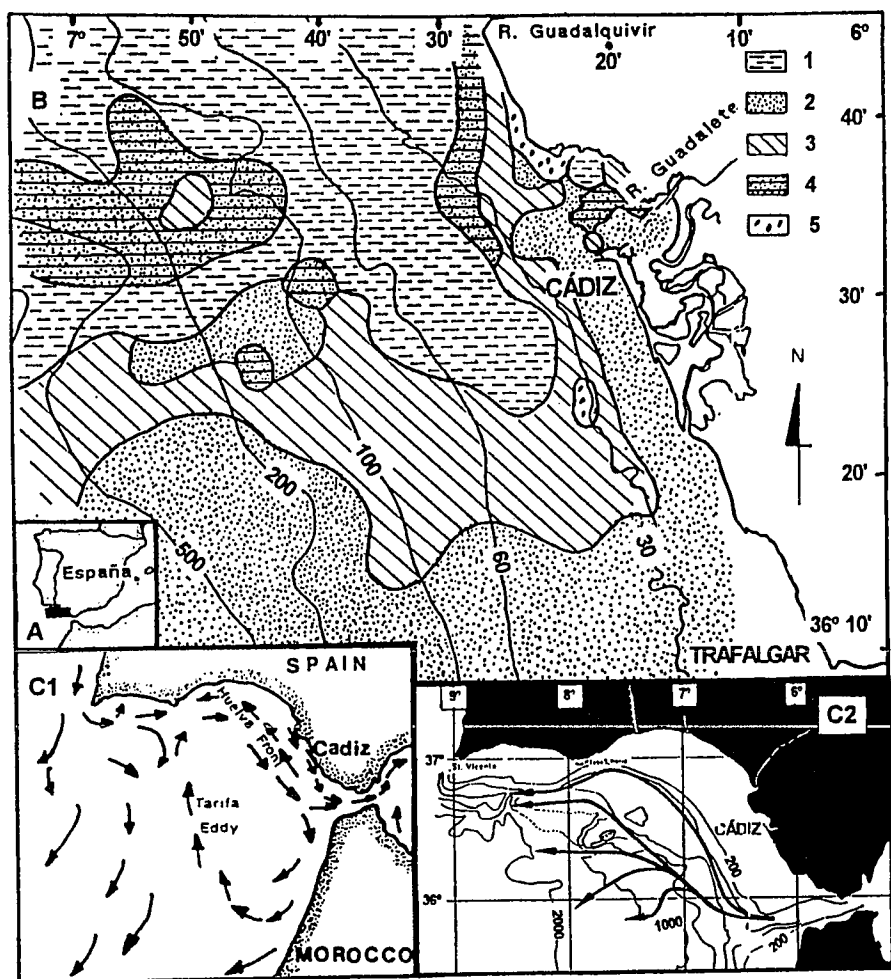 7° 50' 40' 30' R. Guadalquivir 10' 6°
20'
B
1
2
3
4
5
R. Guadalete
40'
CÁDIZ
30'
N
20'
100
200
500
60
30
36° 10'
TRAFALGAR
España
A
C1
SPAIN
Huelva Front
Cadiz
Tarifa
Eddy
MOROCCO
9° 8° 7° 6°
C2
37°
St. Vicente
CÁDIZ
200
36°
2000
1000
200